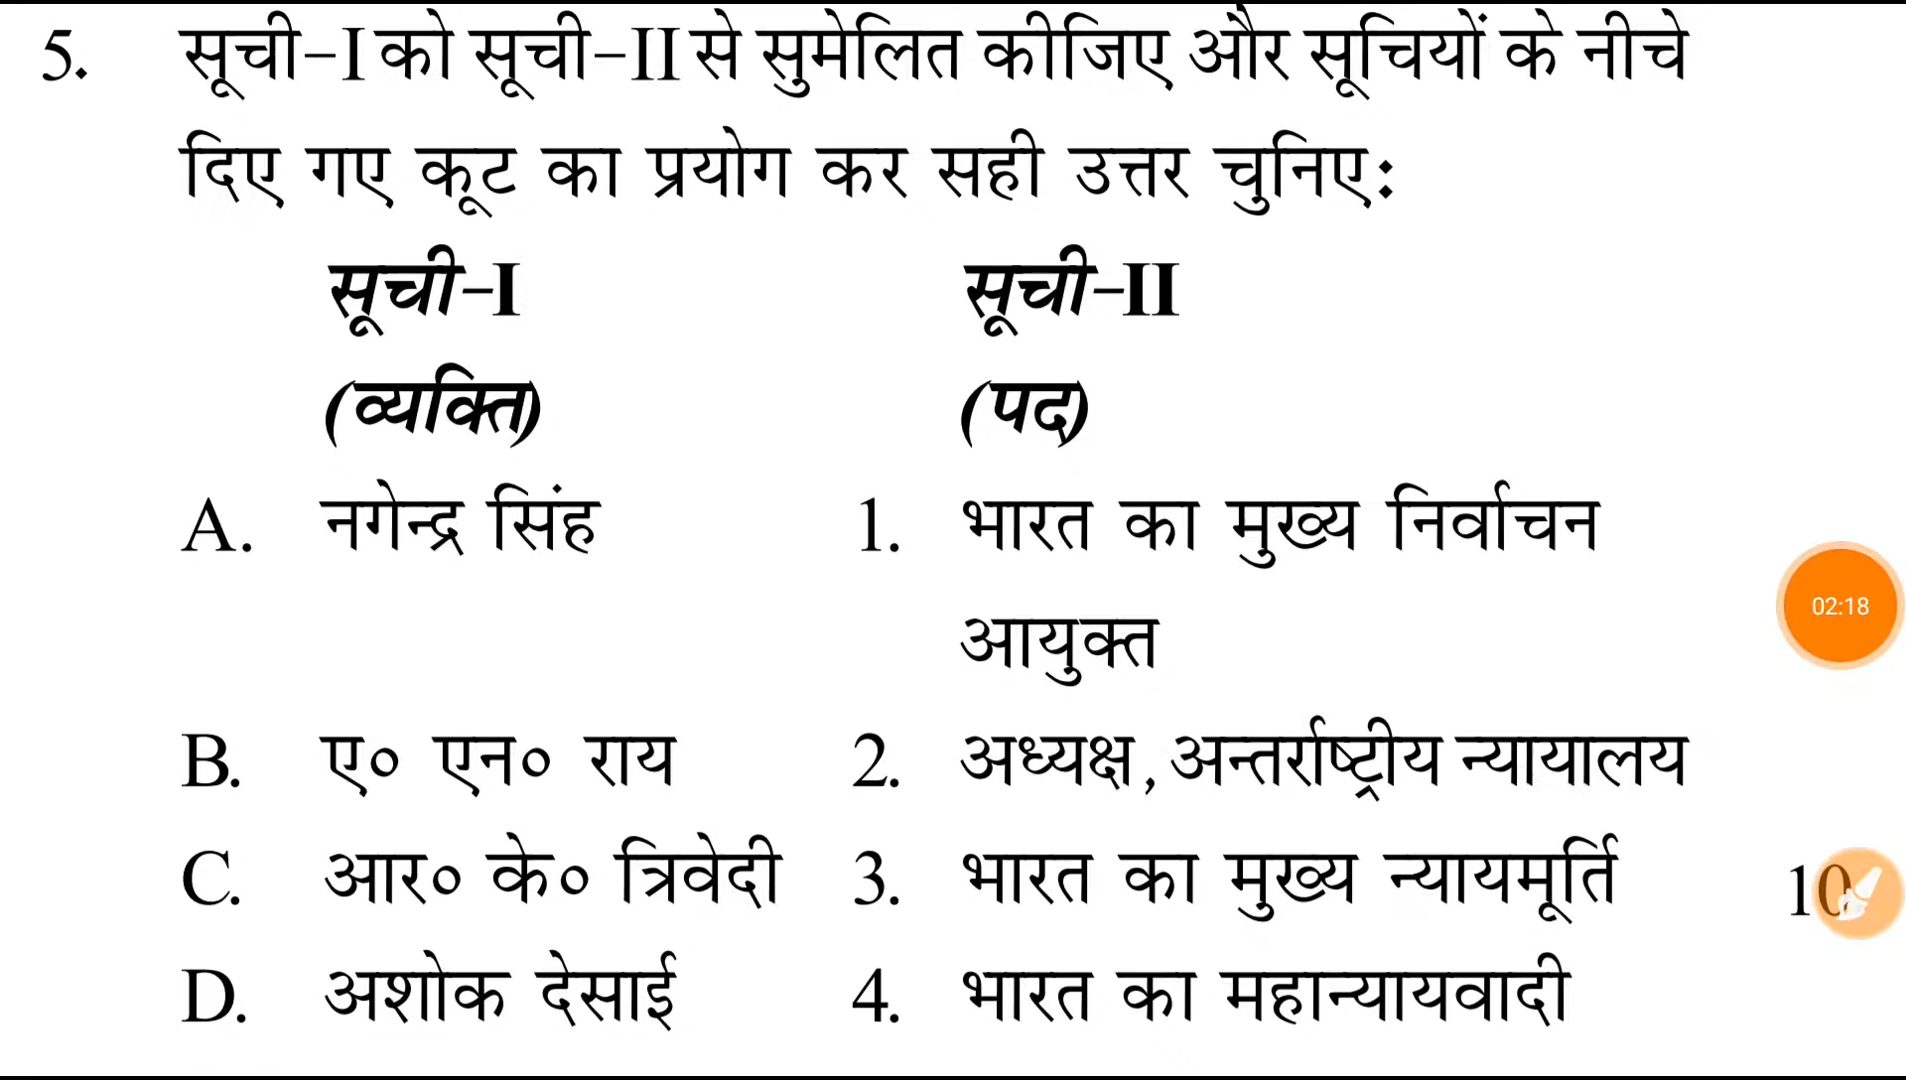 5. सूची-I को सूची-II से सुमेलित कीजिए और सूचियों के नीचे
दिए गए कूट का प्रयोग कर सही उत्तर चुनिए:
सूची-I सूची-II
(व्यक्ति) (पद)
A. नगेन्द्र सिंह 1. भारत का मुख्य निर्वाचन
आयुक्त
02:18
B. ए० एन० राय 2. अध्यक्ष, अन्तर्राष्ट्रीय न्यायालय
C. आर० के० त्रिवेदी 3. भारत का मुख्य न्यायमूर्ति
10
D. अशोक देसाई 4. भारत का महान्यायवादी